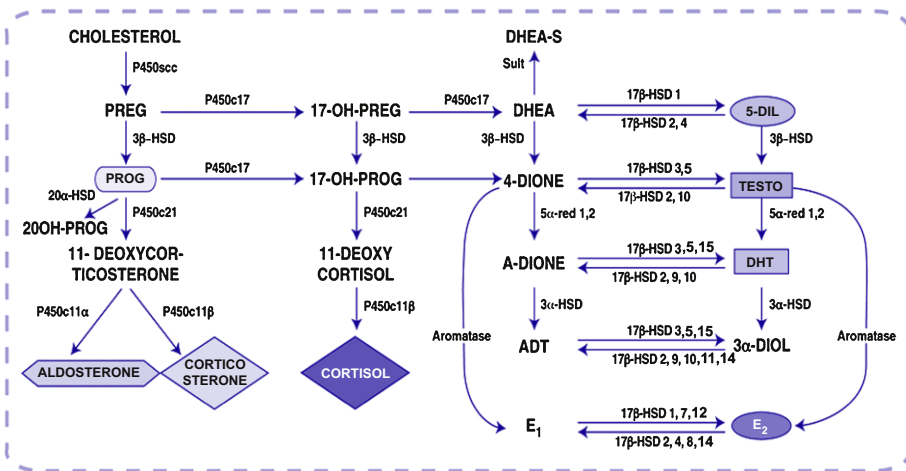 CHOLESTEROL
DHEA-S
P450scc
Sult
PREG
P450c17
17-OH-PREG
P450c17
DHEA
17β-HSD 1
17β-HSD 2, 4
5-DIL
3β-HSD
3β-HSD
3β-HSD
3β-HSD
PROG
P450c17
17-OH-PROG
4-DIONE
17β-HSD 3,5
17β-HSD 2, 10
TESTO
20α-HSD
P450c21
P450c21
5α-red 1,2
5α-red 1,2
20OH-PROG
11- DEOXYCOR-
TICOSTERONE
11-DEOXY
CORTISOL
A-DIONE
17β-HSD 3,5,15
17β-HSD 2, 9, 10
DHT
P450c11α
P450c11β
P450c11β
3α-HSD
3α-HSD
Aromatase
Aromatase
ALDOSTERONE
CORTICO
STERONE
CORTISOL
ADT
17β-HSD 3,5,15
17β-HSD 2, 9, 10,11, 14
3α-DIOL
E1
17β-HSD 1, 7,12
17β-HSD 2, 4, 8,14
E2